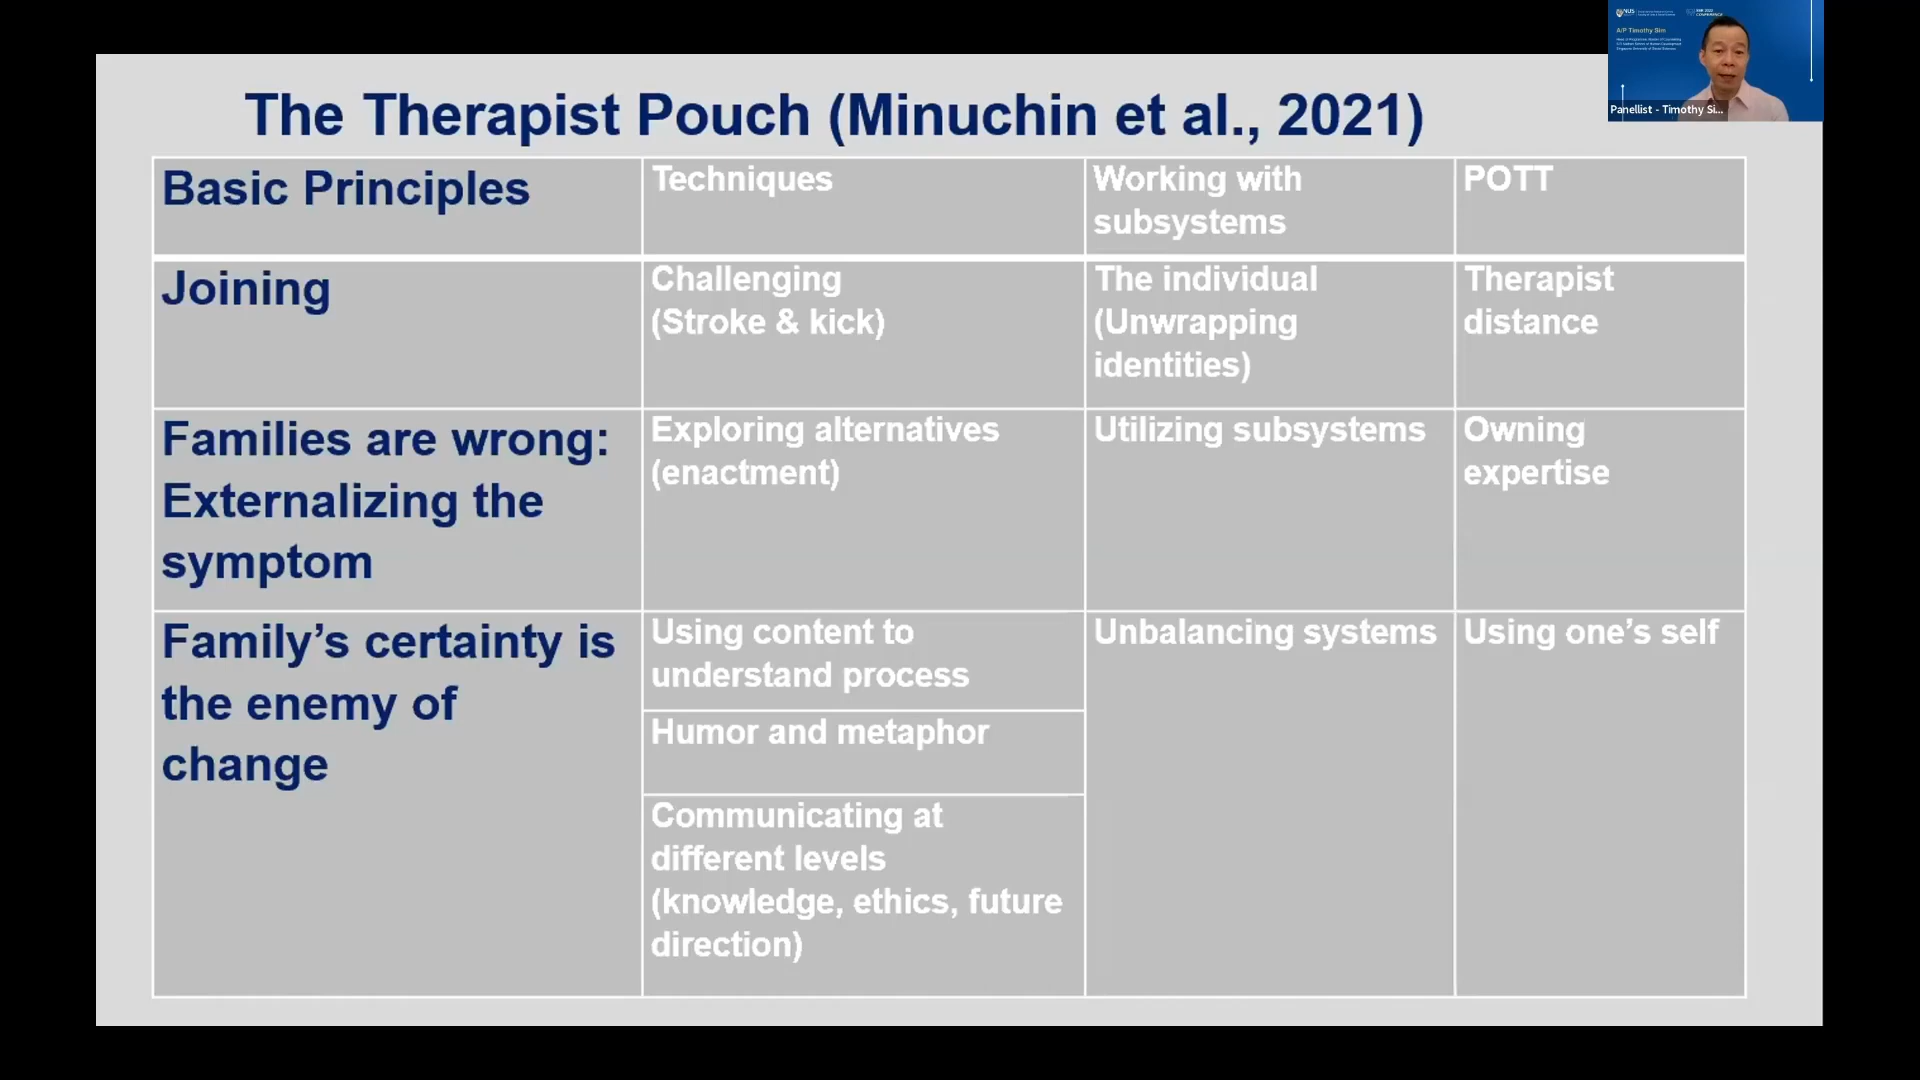 The Therapist Pouch (Minuchin et al., 2021)
Basic Principles
Techniques
Working with
subsystems
POTT
Joining
Challenging
(Stroke & kick)
The individual
(Unwrapping
identities)
Therapist
distance
Families are wrong:
Externalizing the
symptom
Exploring alternatives
(enactment)
Utilizing subsystems
Owning
expertise
Family’s certainty is
the enemy of
change
Using content to
understand process
Humor and metaphor
Communicating at
different levels
(knowledge, ethics, future
direction)
Unbalancing systems
Using one’s self
NUS
A/P Timothy Sim
Panellist - Timothy Si...